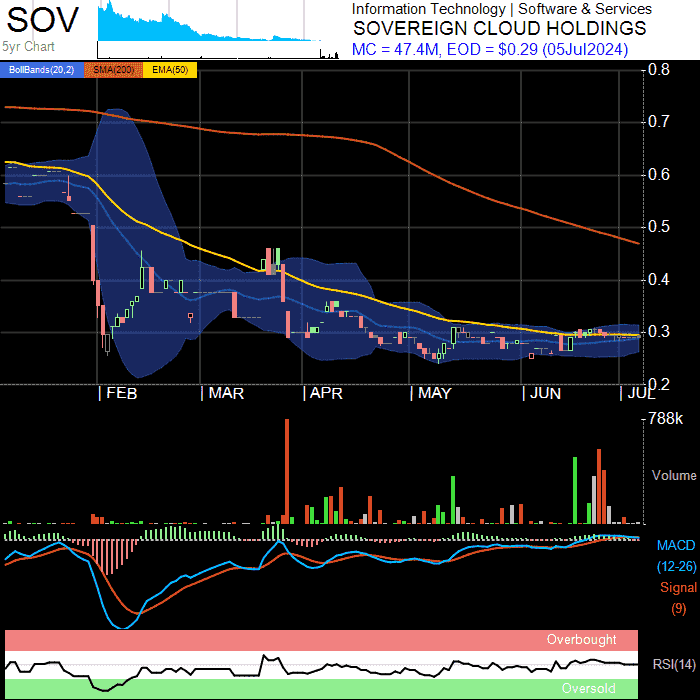 SOV
Information Technology | Software & Services
SOVEREIGN CLOUD HOLDINGS
5yr Chart
MC = 47.4M, EOD = $0.29 (05Jul2024)
BollBands(20,2) SMA(200) EMA(50)
0.8
0.7
0.6
0.5
0.4
0.3
0.2
| FEB | MAR | APR | MAY | JUN | JUL
788k
Volume
MACD
(12-26)
Signal
(9)
Overbought
RSI(14)
Oversold